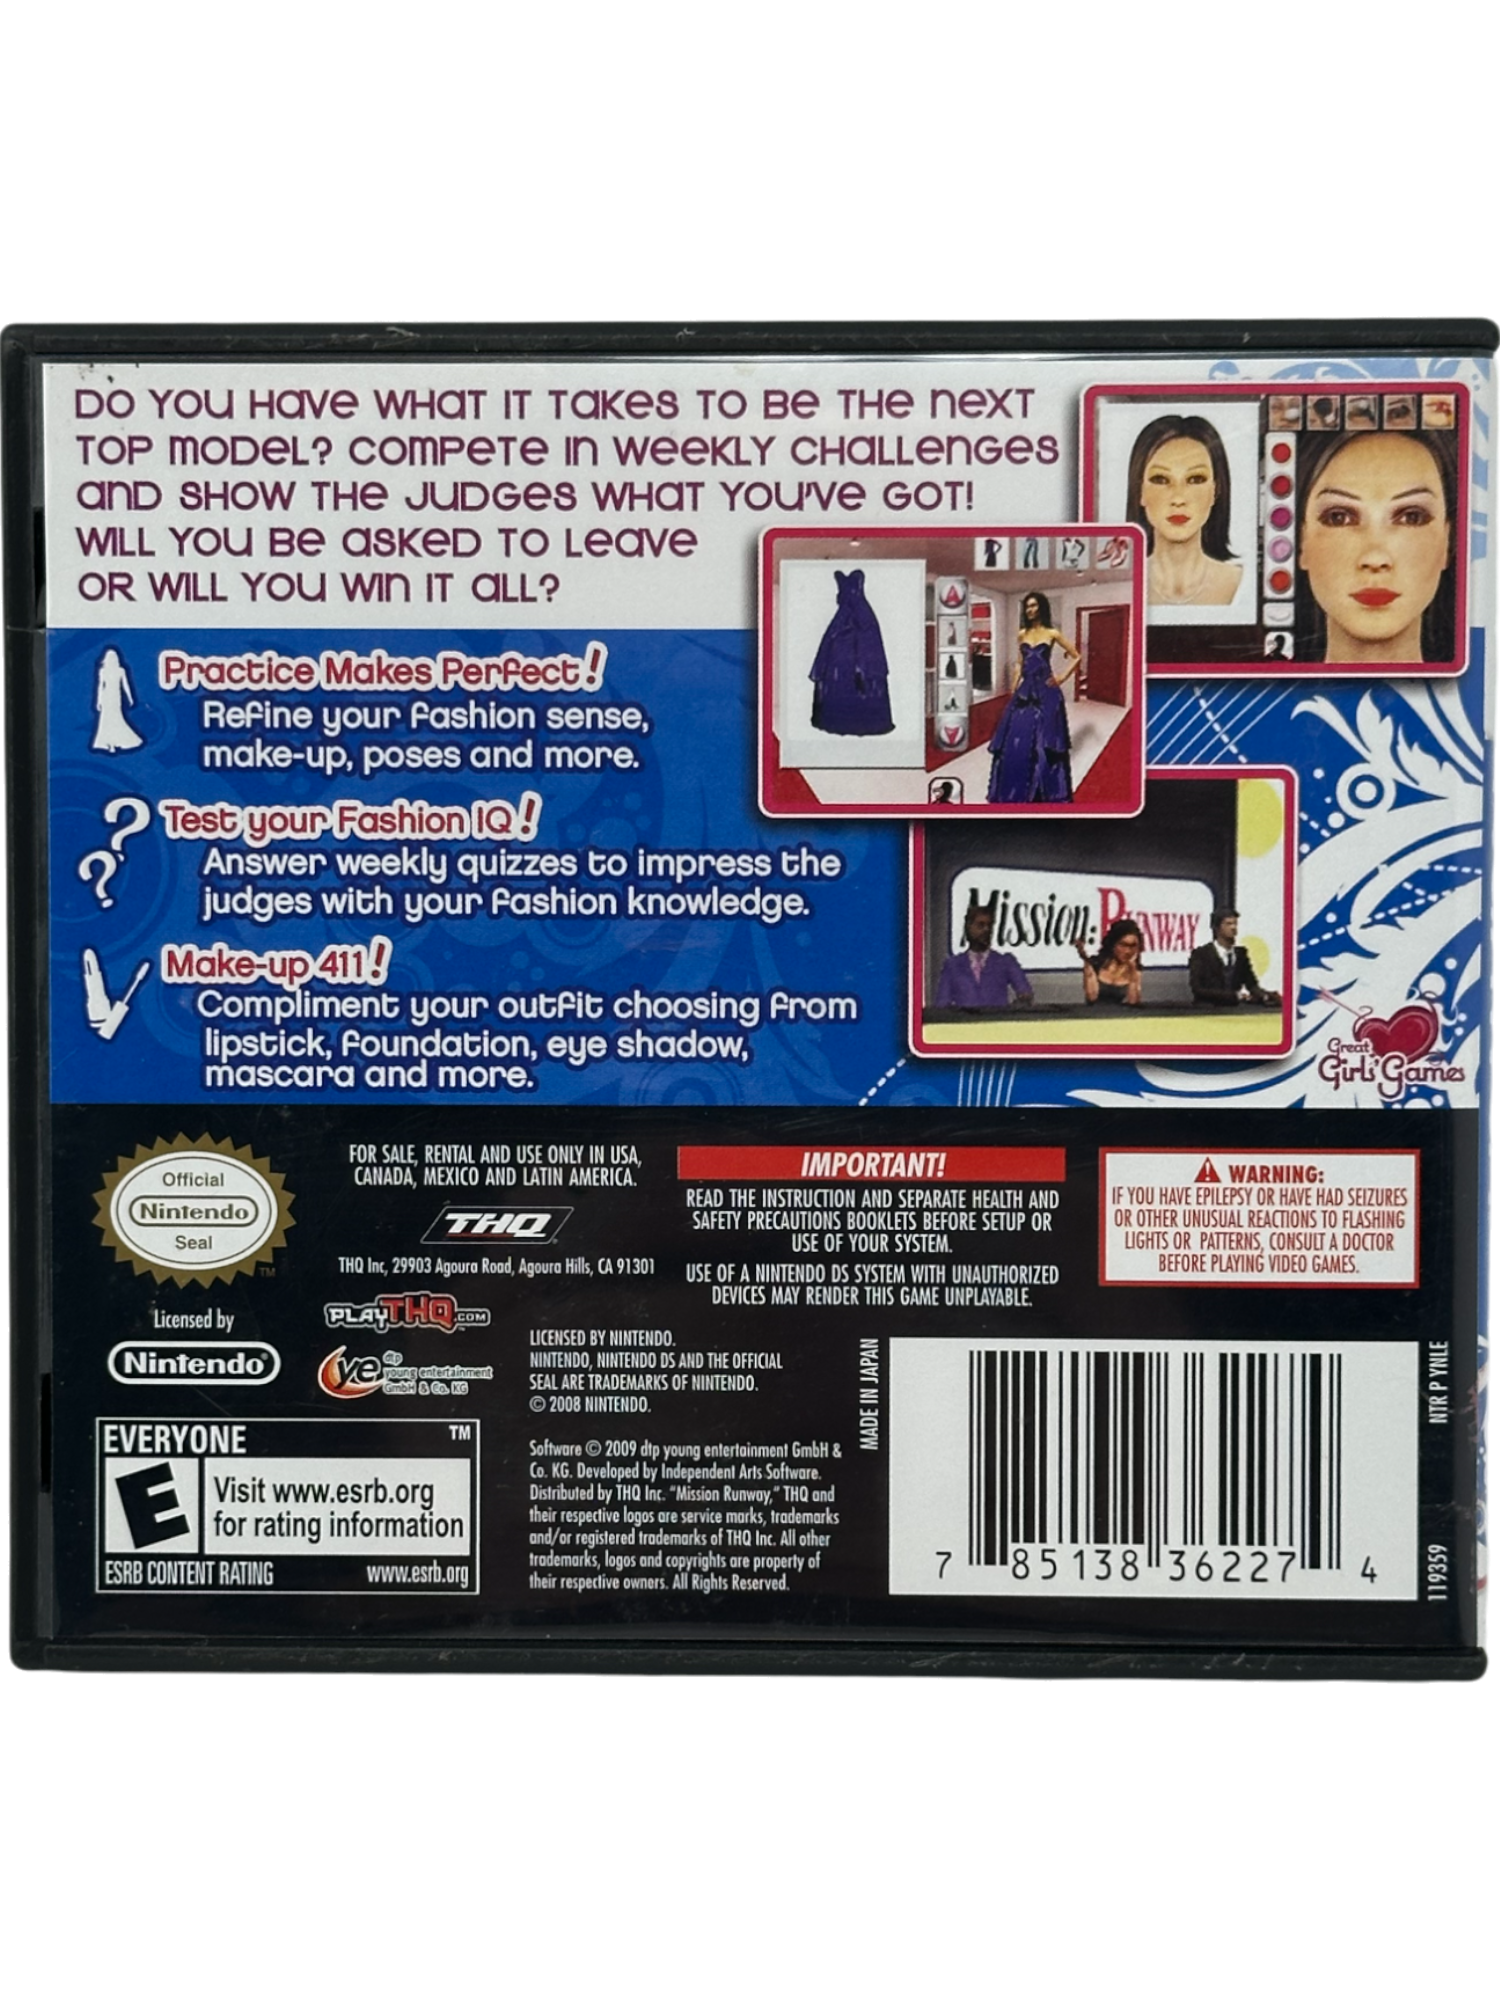 DO YOU HAVE WHAT IT TAKES TO BE THE NEXT
TOP MODEL? COMPETE IN WEEKLY CHALLENGES
AND SHOW THE JUDGES WHAT YOU'VE GOT!
WILL YOU BE ASKED TO LEAVE
OR WILL YOU WIN IT ALL?
Practice Makes Perfect!
Refine your fashion sense,
make-up, poses and more.
Test your Fashion IQ!
Answer weekly quizzes to impress the
judges with your fashion knowledge.
Make-up 411!
Compliment your outfit choosing from
lipstick, foundation, eye shadow,
mascara and more.
Mission: RUNWAY
Great
Girls' Games
Official
Nintendo
Seal
TM
Licensed by
Nintendo®
FOR SALE, RENTAL AND USE ONLY IN USA,
CANADA, MEXICO AND LATIN AMERICA.
THQ
THQ Inc, 29903 Agoura Road, Agoura Hills, CA 91301
PLAYTHQ.COM
ye dtp
young entertainment
GmbH & Co. KG
IMPORTANT!
READ THE INSTRUCTION AND SEPARATE HEALTH AND
SAFETY PRECAUTIONS BOOKLETS BEFORE SETUP OR
USE OF YOUR SYSTEM.
USE OF A NINTENDO DS SYSTEM WITH UNAUTHORIZED
DEVICES MAY RENDER THIS GAME UNPLAYABLE.
WARNING:
IF YOU HAVE EPILEPSY OR HAVE HAD SEIZURES
OR OTHER UNUSUAL REACTIONS TO FLASHING
LIGHTS OR PATTERNS, CONSULT A DOCTOR
BEFORE PLAYING VIDEO GAMES.
LICENSED BY NINTENDO.
NINTENDO, NINTENDO DS AND THE OFFICIAL
SEAL ARE TRADEMARKS OF NINTENDO.
© 2008 NINTENDO.
Software © 2009 dtp young entertainment GmbH &
Co. KG. Developed by Independent Arts Software.
Distributed by THQ Inc. "Mission Runway," THQ and
their respective logos are service marks, trademarks
and/or registered trademarks of THQ Inc. All other
trademarks, logos and copyrights are property of
their respective owners. All Rights Reserved.
EVERYONE TM
E
Visit www.esrb.org
for rating information
ESRB CONTENT RATING www.esrb.org
MADE IN JAPAN
7 85138 36227 4
NTR P YNLE
119359